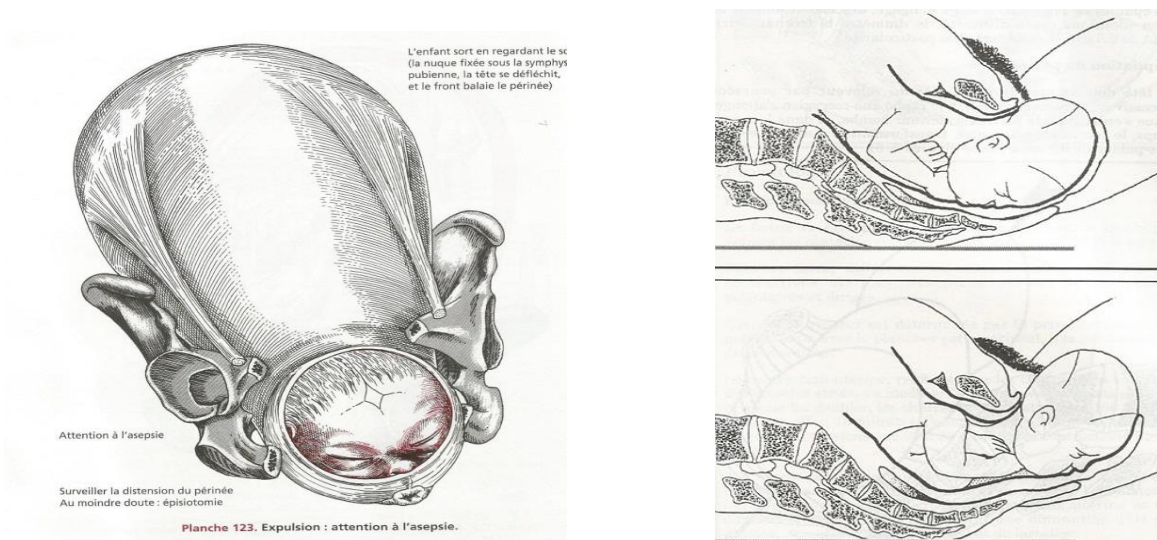 L'enfant sort en regardant le so
(la nuque fixée sous la symphys
pubienne, la tête se défléchit,
et le front balaie le périnée)
Attention à l'asepsie
Surveiller la distension du périnée
Au moindre doute : épisiotomie
Planche 123. Expulsion : attention à l'asepsie.